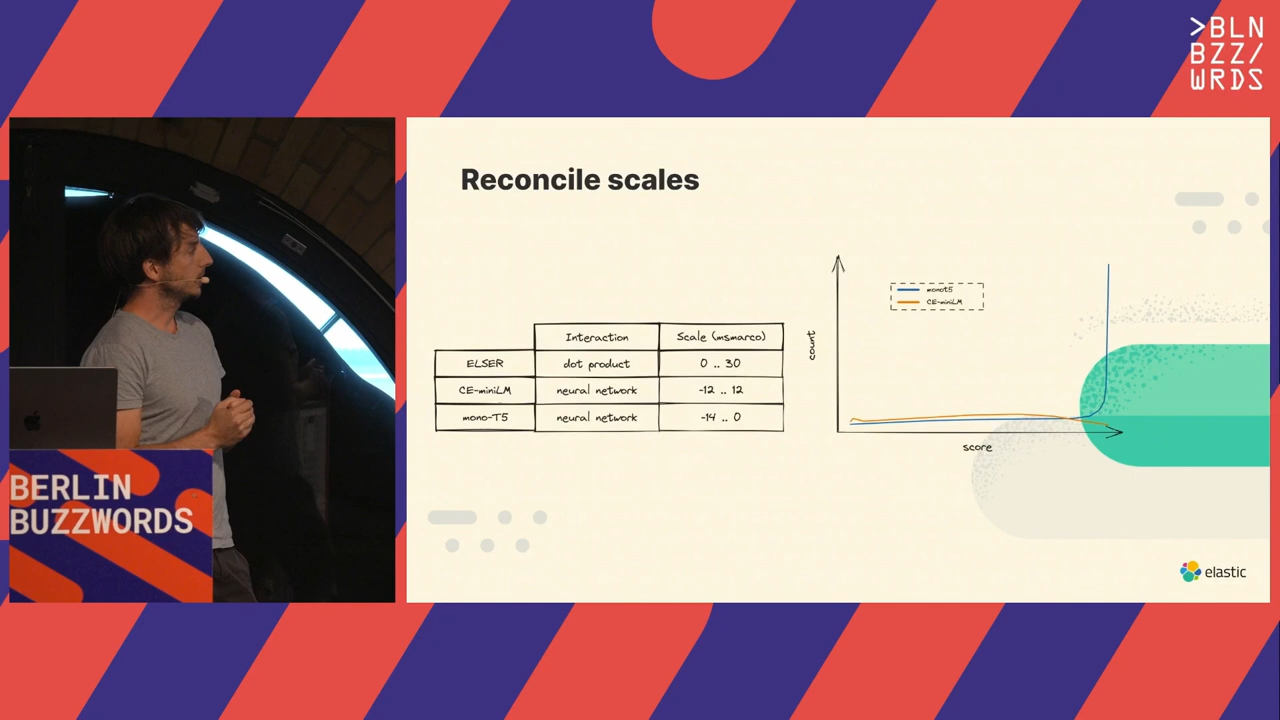 >BLN
BZZ/
WRDS
Reconcile scales
Interaction Scale (msmarco)
ELSER dot product 0 .. 30
CE-miniLM neural network -12 .. 12
mono-T5 neural network -14 .. 0
count
monot5
CE-miniLM
score
elastic
BERLIN
BUZZWORDS